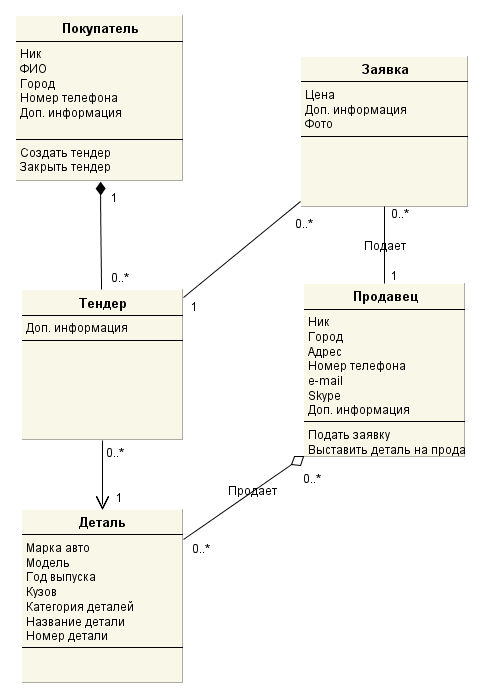 Покупатель
Ник
ФИО
Город
Номер телефона
Доп. информация
Создать тендер
Закрыть тендер
Заявка
Цена
Доп. информация
Фото
1
0..*
0..*
1
0..*
Подает
1
Тендер
Доп. информация
Продавец
Ник
Город
Адрес
Номер телефона
e-mail
Skype
Доп. информация
Подать заявку
Выставить деталь на прода
0..*
1
0..*
Продает
0..*
Деталь
Марка авто
Модель
Год выпуска
Кузов
Категория деталей
Название детали
Номер детали